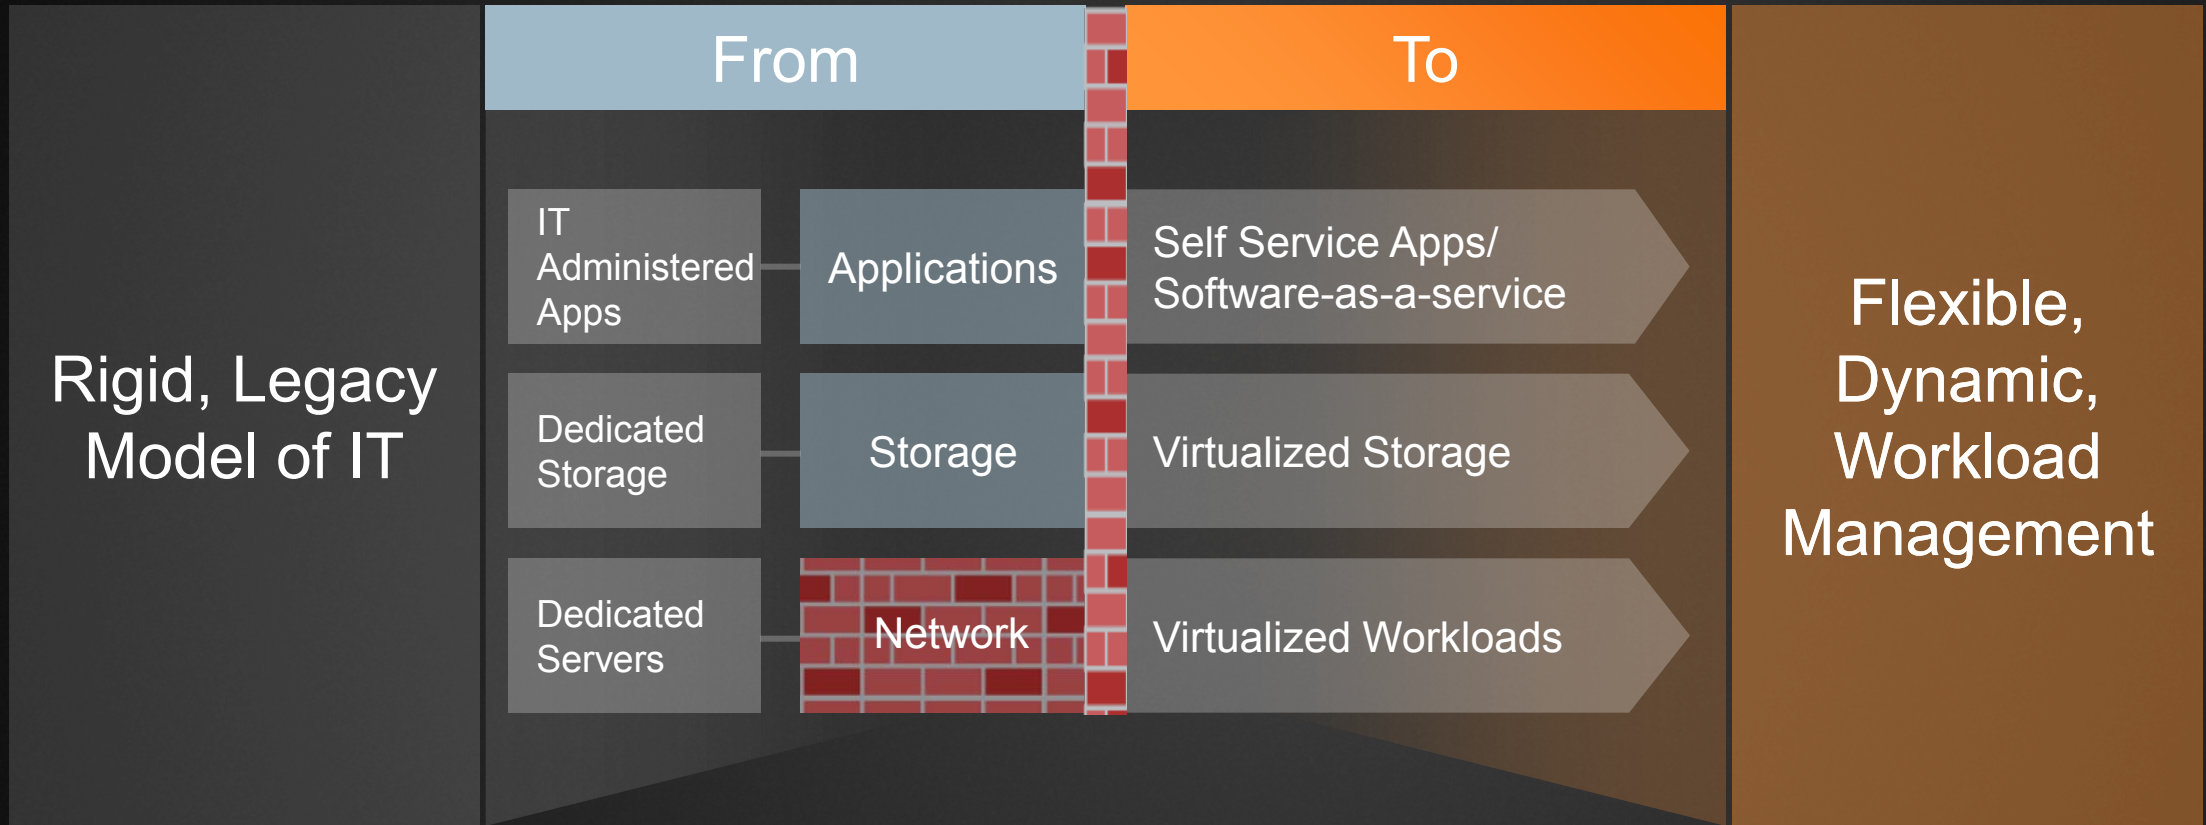 From
To
Rigid, Legacy
Model of IT
IT
Administered
Apps
Applications
Self Service Apps/
Software-as-a-service
Dedicated
Storage
Storage
Virtualized Storage
Dedicated
Servers
Network
Virtualized Workloads
Flexible,
Dynamic,
Workload
Management